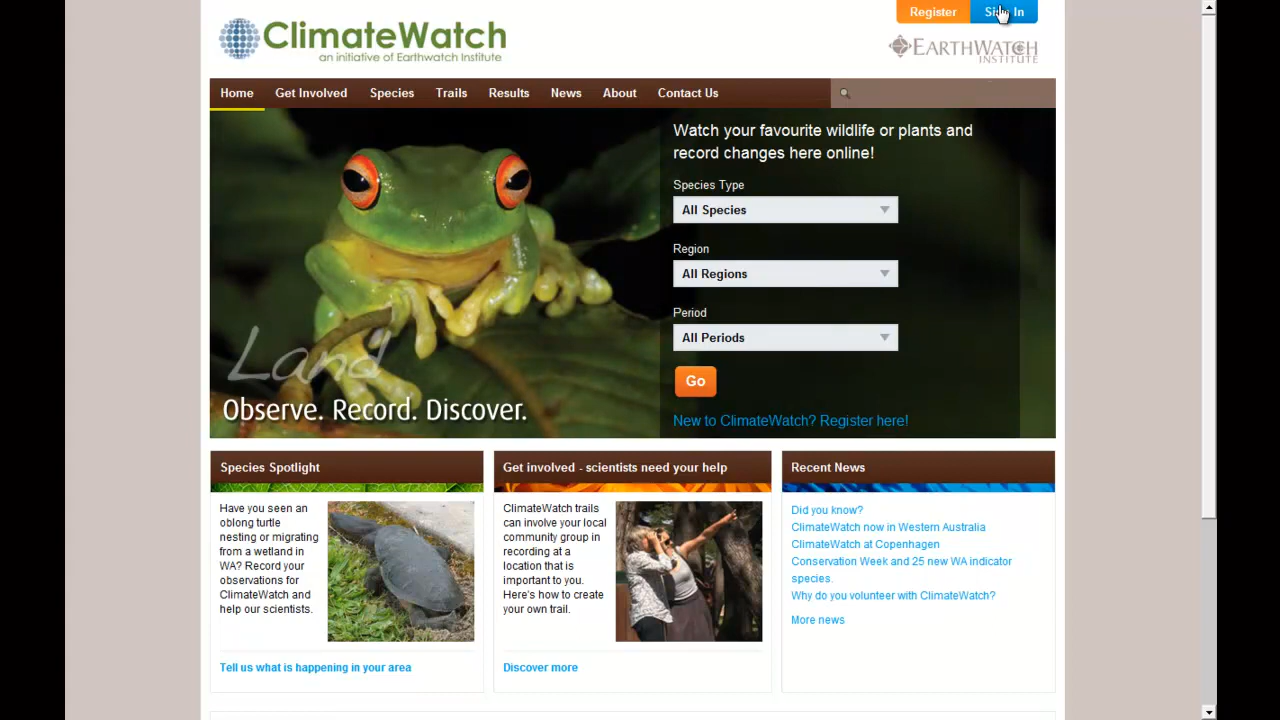 Register
Sign In
ClimateWatch
an initiative of Earthwatch Institute
EARTHWATCH
INSTITUTE
Home Get Involved Species Trails Results News About Contact Us
Watch your favourite wildlife or plants and
record changes here online!
Species Type
All Species
Region
All Regions
Period
All Periods
Go
New to ClimateWatch? Register here!
Land
Observe. Record. Discover.
Species Spotlight
Have you seen an
oblong turtle
nesting or migrating
from a wetland in
WA? Record your
observations for
ClimateWatch and
help our scientists.
Tell us what is happening in your area
Get involved - scientists need your help
ClimateWatch trails
can involve your local
community group in
recording at a
location that is
important to you.
Here's how to create
your own trail.
Discover more
Recent News
Did you know?
ClimateWatch now in Western Australia
ClimateWatch at Copenhagen
Conservation Week and 25 new WA indicator
species.
Why do you volunteer with ClimateWatch?
More news